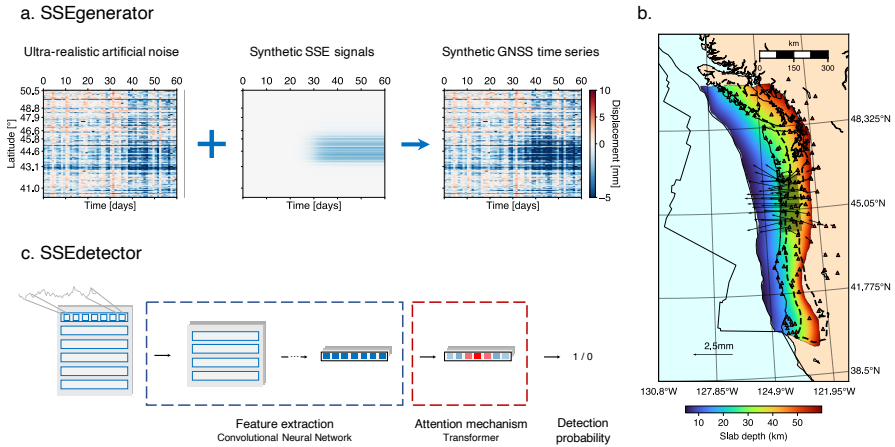 a. SSEgenerator
Ultra-realistic artificial noise
Synthetic SSE signals
Synthetic GNSS time series
0 10 20 30 40 50 60
0 10 20 30 40 50 60
0 10 20 30 40 50 60
50.5
48.8
47.9
46.6
45.8
44.6
43.1
41.0
Latitude [°]
Time [days]
Time [days]
Time [days]
10
5
0
−5
Displacement [mm]
b.
km
0 150 300
48.325°N
45.05°N
41.775°N
38.5°N
2,5mm
130.8°W 127.85°W 124.9°W 121.95°W
10 20 30 40 50
Slab depth (km)
c. SSEdetector
1 / 0
Feature extraction
Convolutional Neural Network
Attention mechanism
Transformer
Detection
probability